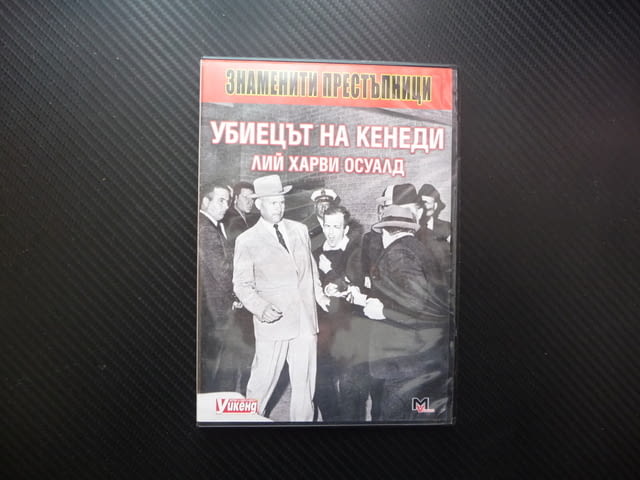 ЗНАМЕНИТИ ПРЕСТЪПНИЦИ
УБИЕЦЪТ НА КЕНЕДИ
ЛИЙ ХАРВИ ОСУАЛД
Уикенд
M